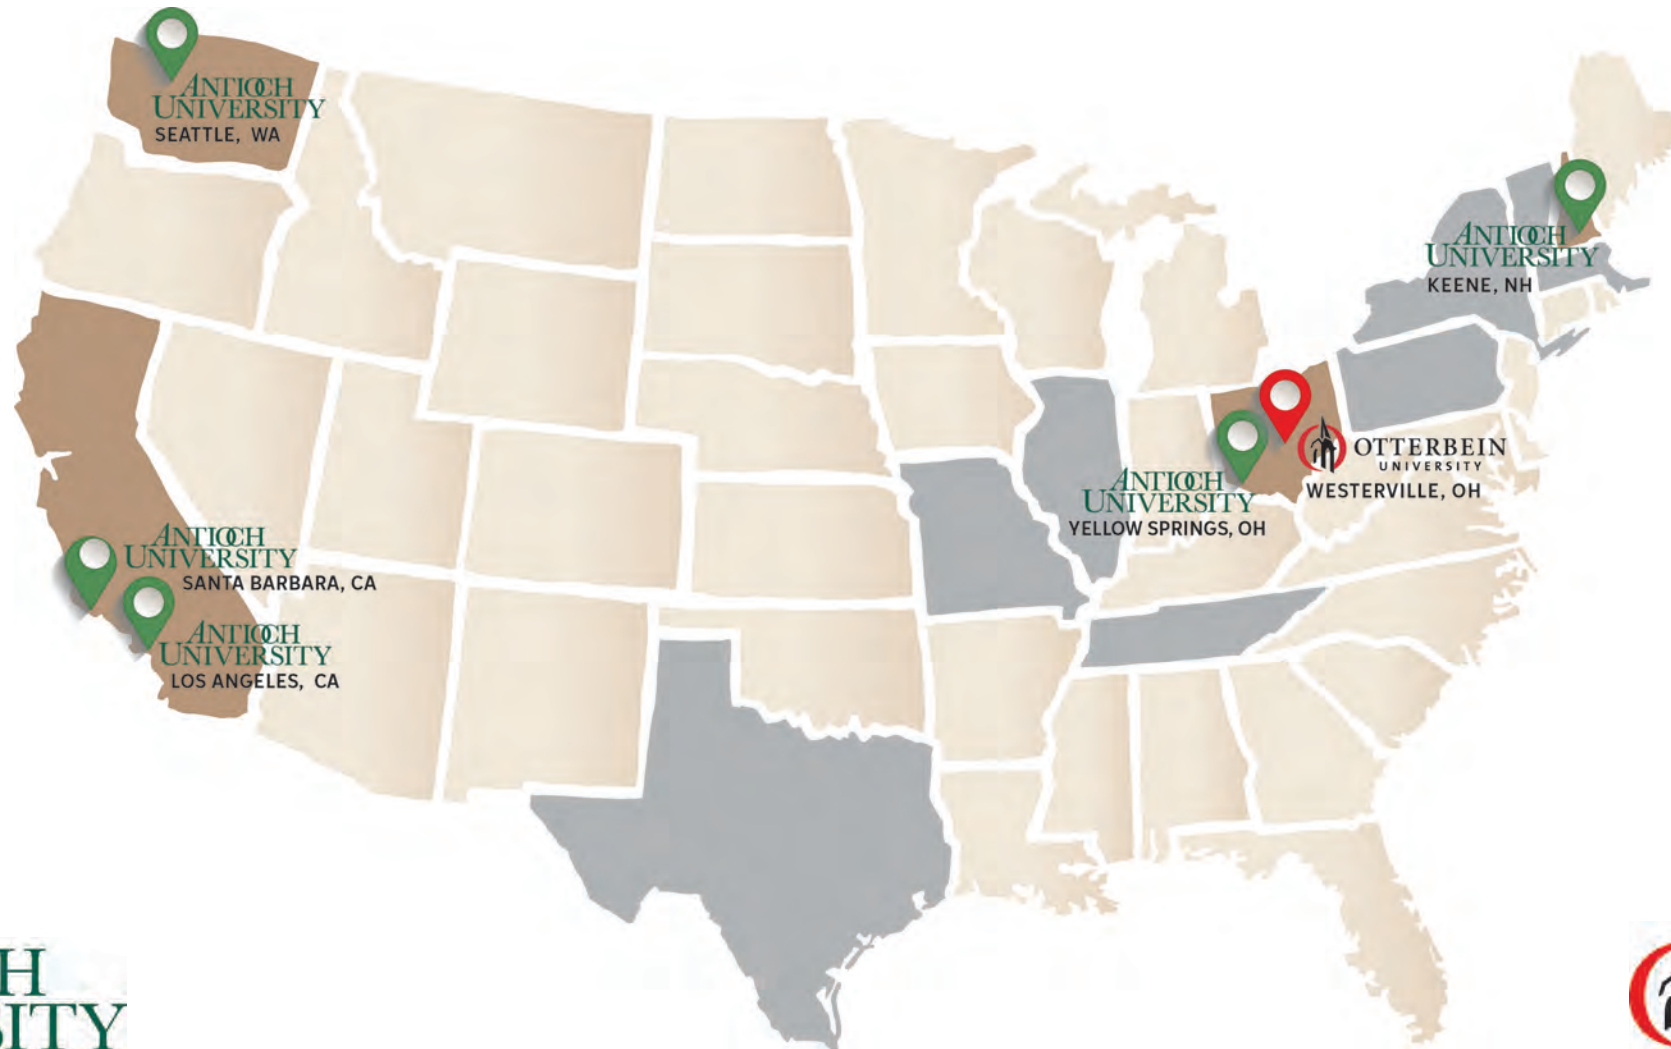 ANTIOCH
UNIVERSITY
SEATTLE, WA
ANTIOCH
UNIVERSITY
KEENE, NH
OTTERBEIN
UNIVERSITY
WESTERVILLE, OH
ANTIOCH
UNIVERSITY
YELLOW SPRINGS, OH
ANTIOCH
UNIVERSITY
SANTA BARBARA, CA
ANTIOCH
UNIVERSITY
LOS ANGELES, CA
H
SITY